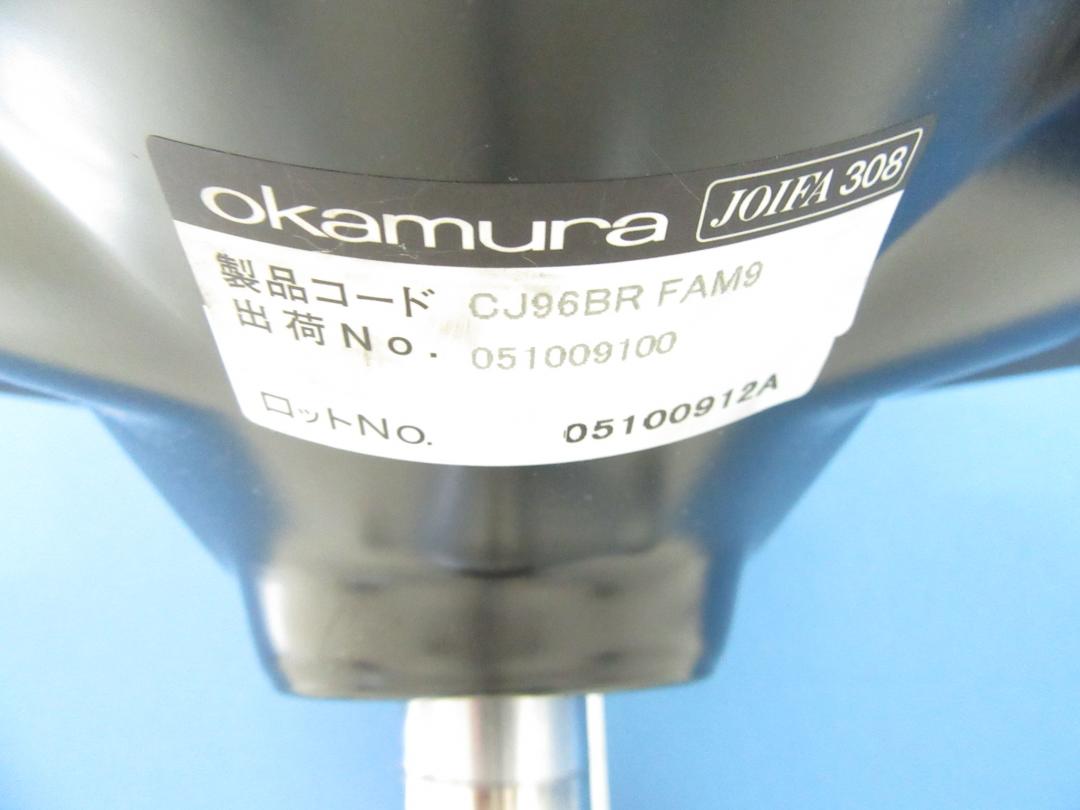 okamura JOIFA 308
製品コード CJ96BR FAM9
出荷No. 051009100
ロットNo. 05100912A